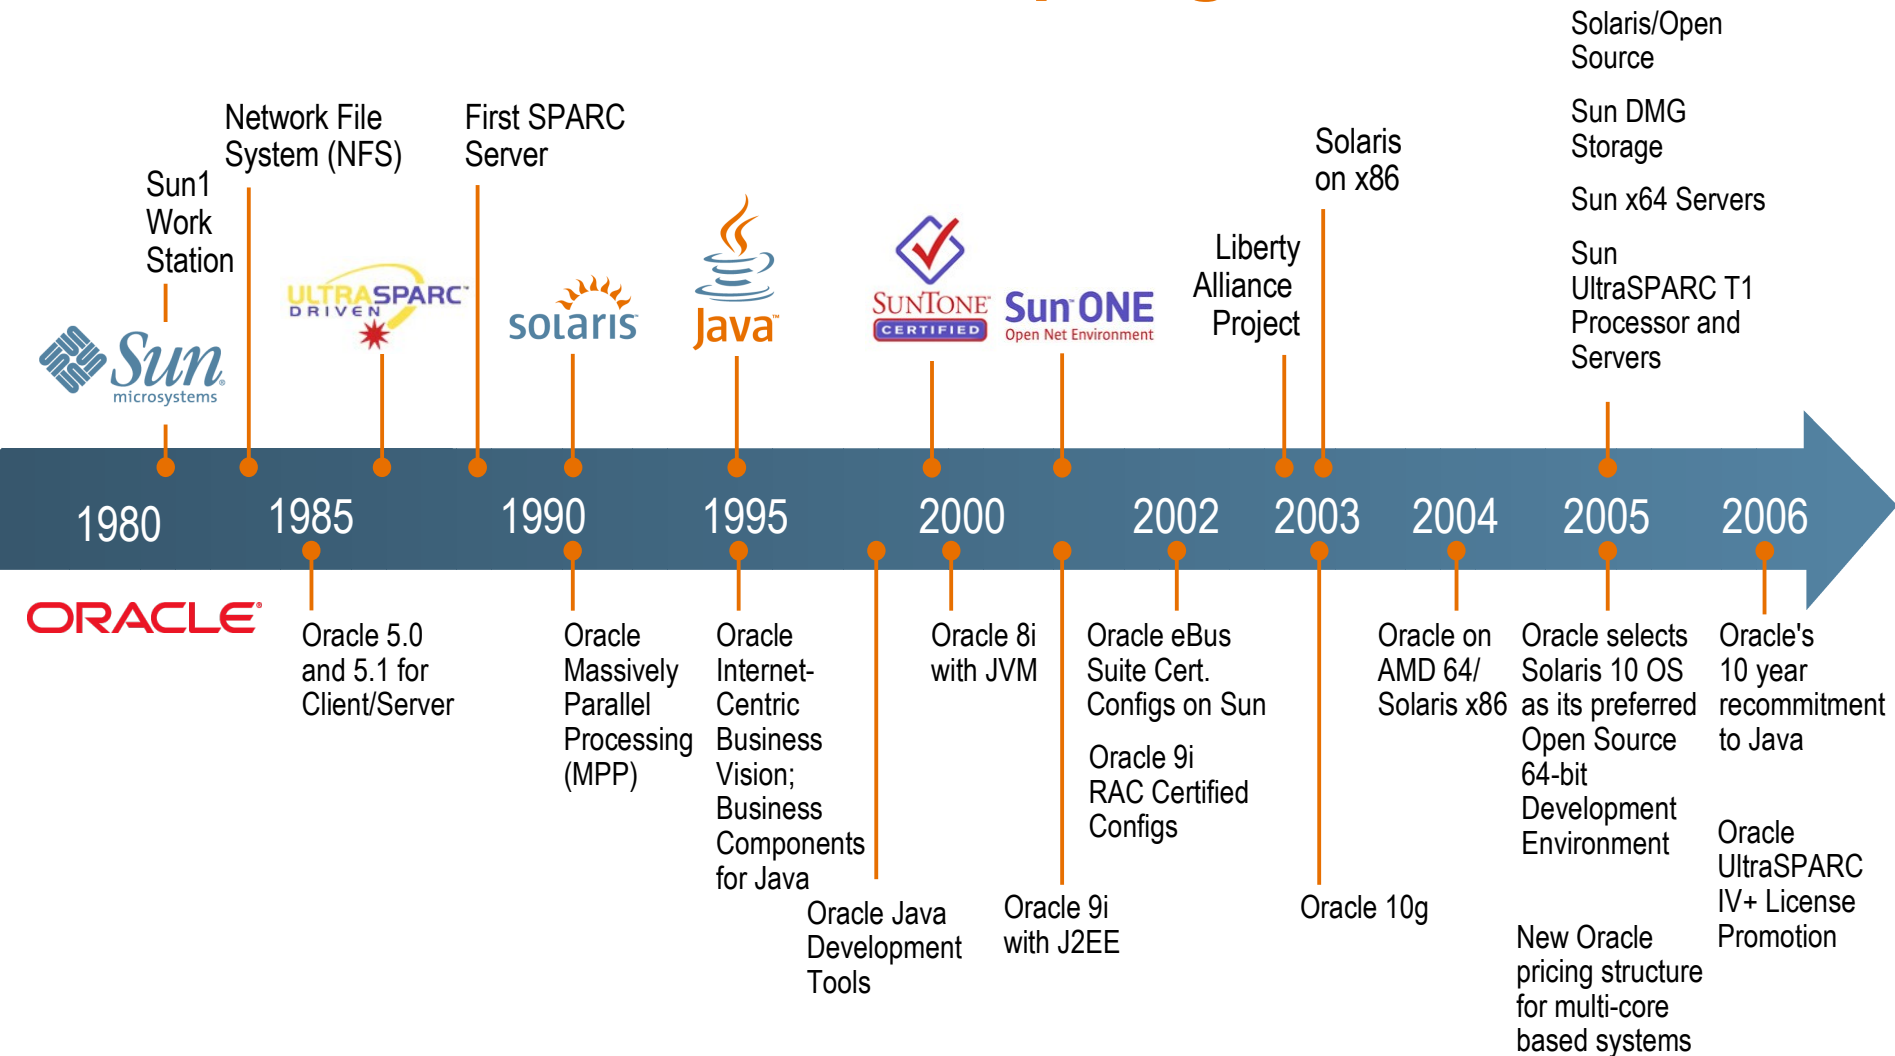 Solaris/Open
Source
Sun DMG
Storage
Sun x64 Servers
Sun
UltraSPARC T1
Processor and
Servers
Network File
System (NFS)
First SPARC
Server
Solaris
on x86
Sun1
Work
Station
Liberty
Alliance
Project
ULTRASPARC™
DRIVEN
solaris™
Java™
SUNTONE™
CERTIFIED
Sun™ ONE
Open Net Environment
Sun®
microsystems
1980
1985
1990
1995
2000
2002
2003
2004
2005
2006
ORACLE®
Oracle 5.0
and 5.1 for
Client/Server
Oracle
Massively
Parallel
Processing
(MPP)
Oracle
Internet-
Centric
Business
Vision;
Business
Components
for Java
Oracle Java
Development
Tools
Oracle 8i
with JVM
Oracle 9i
with J2EE
Oracle eBus
Suite Cert.
Configs on Sun
Oracle 9i
RAC Certified
Configs
Oracle 10g
Oracle on
AMD 64/
Solaris x86
Oracle selects
Solaris 10 OS
as its preferred
Open Source
64-bit
Development
Environment
New Oracle
pricing structure
for multi-core
based systems
Oracle's
10 year
recommitment
to Java
Oracle
UltraSPARC
IV+ License
Promotion